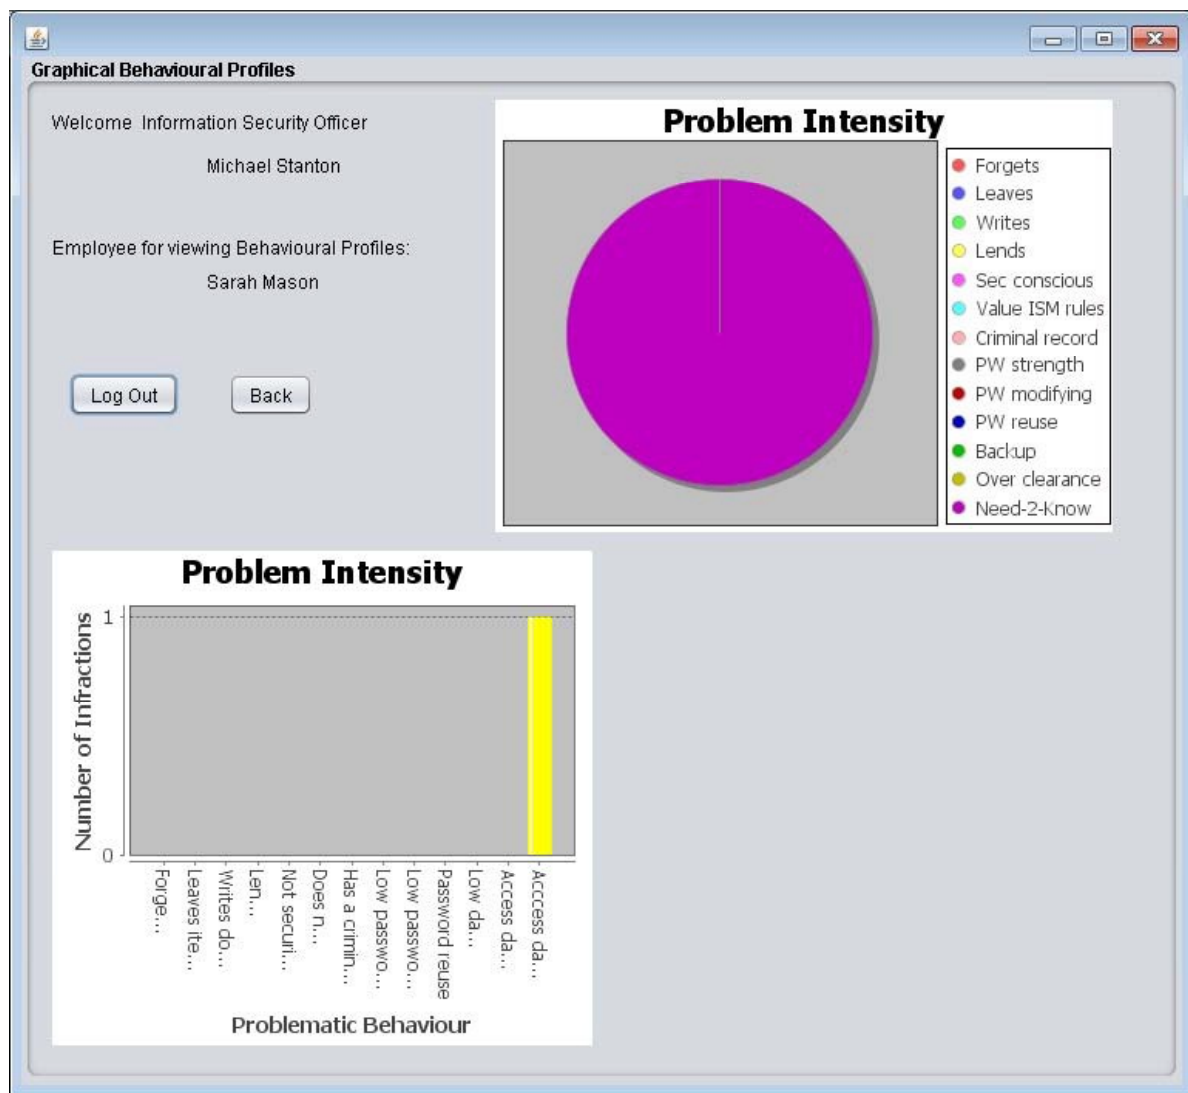 Graphical Behavioural Profiles
Welcome Information Security Officer
Michael Stanton
Employee for viewing Behavioural Profiles:
Sarah Mason
Log Out
Back
Problem Intensity
Forgets
Leaves
Writes
Lends
Sec conscious
Value ISM rules
Criminal record
PW strength
PW modifying
PW reuse
Backup
Over clearance
Need-2-Know
Problem Intensity
Number of Infractions
1
0
Forge...
Leaves ite...
Writes do...
Len...
Not securi...
Does n...
Has a crimin...
Low passwo...
Low passwo...
Password reuse
Low da...
Access da...
Acccess da...
Problematic Behaviour